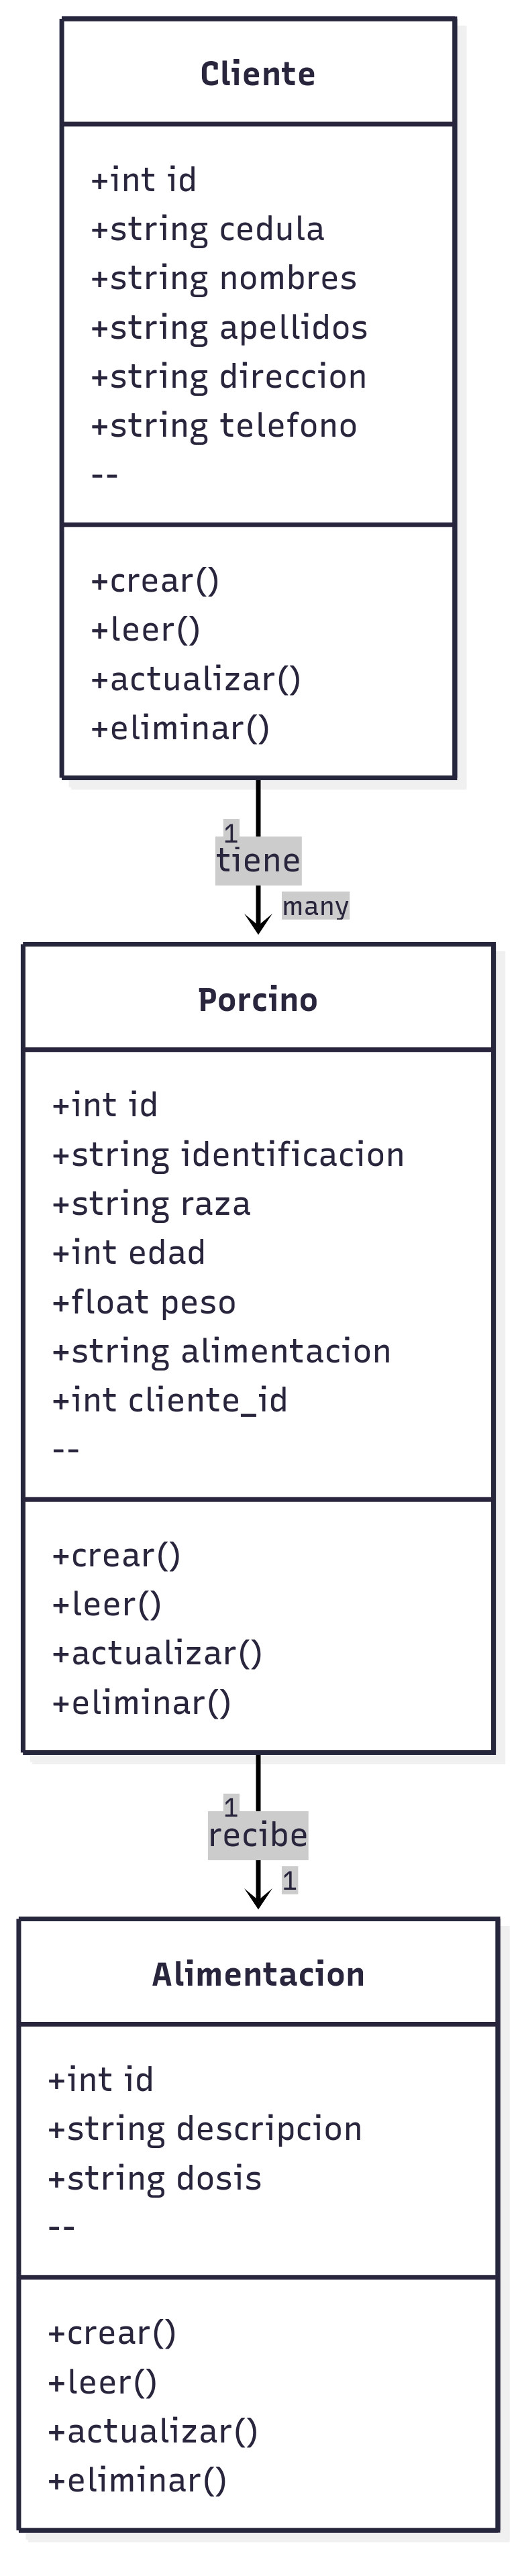 Cliente
+int id
+string cedula
+string nombres
+string apellidos
+string direccion
+string telefono
--
+crear()
+leer()
+actualizar()
+eliminar()
1
tiene
many
Porcino
+int id
+string identificacion
+string raza
+int edad
+float peso
+string alimentacion
+int cliente_id
--
+crear()
+leer()
+actualizar()
+eliminar()
1
recibe
1
Alimentacion
+int id
+string descripcion
+string dosis
--
+crear()
+leer()
+actualizar()
+eliminar()